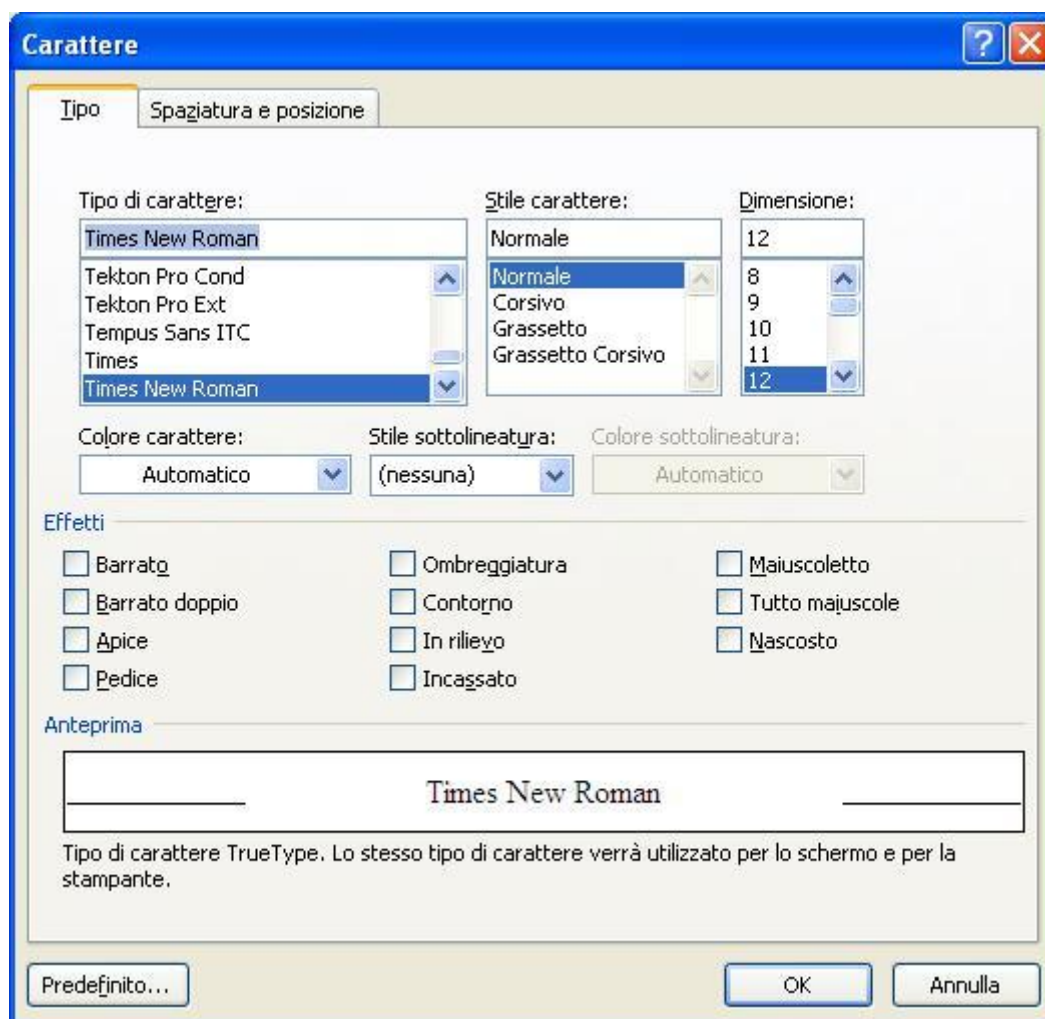 Carattere
Tipo Spaziatura e posizione
Tipo di carattere: Stile carattere: Dimensione:
Times New Roman Normale 12
Tekton Pro Cond Normale 8
Tekton Pro Ext Corsivo 9
Tempus Sans ITC Grassetto 10
Times Grassetto Corsivo 11
Times New Roman 12
Colore carattere: Stile sottolineatura: Colore sottolineatura:
Automatico (nessuna) Automatico
Effetti
Barrato Ombreggiatura Maiuscoletto
Barrato doppio Contorno Tutto maiuscole
Apice In rilievo Nascosto
Pedice Incassato
Anteprima
Times New Roman
Tipo di carattere TrueType. Lo stesso tipo di carattere verrà utilizzato per lo schermo e per la
stampante.
Predefinito... OK Annulla